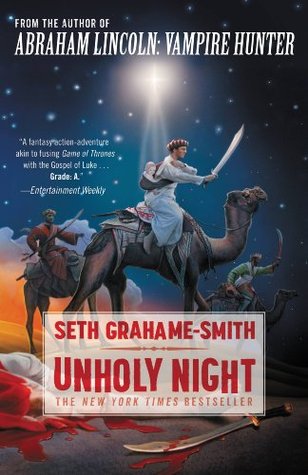 FROM THE AUTHOR OF
ABRAHAM LINCOLN: VAMPIRE HUNTER
"A fantasy action-adventure
akin to fusing Game of Thrones
with the Gospel of Luke . . .
Grade: A."
—Entertainment Weekly
SETH GRAHAME-SMITH
UNHOLY NIGHT
THE NEW YORK TIMES BESTSELLER